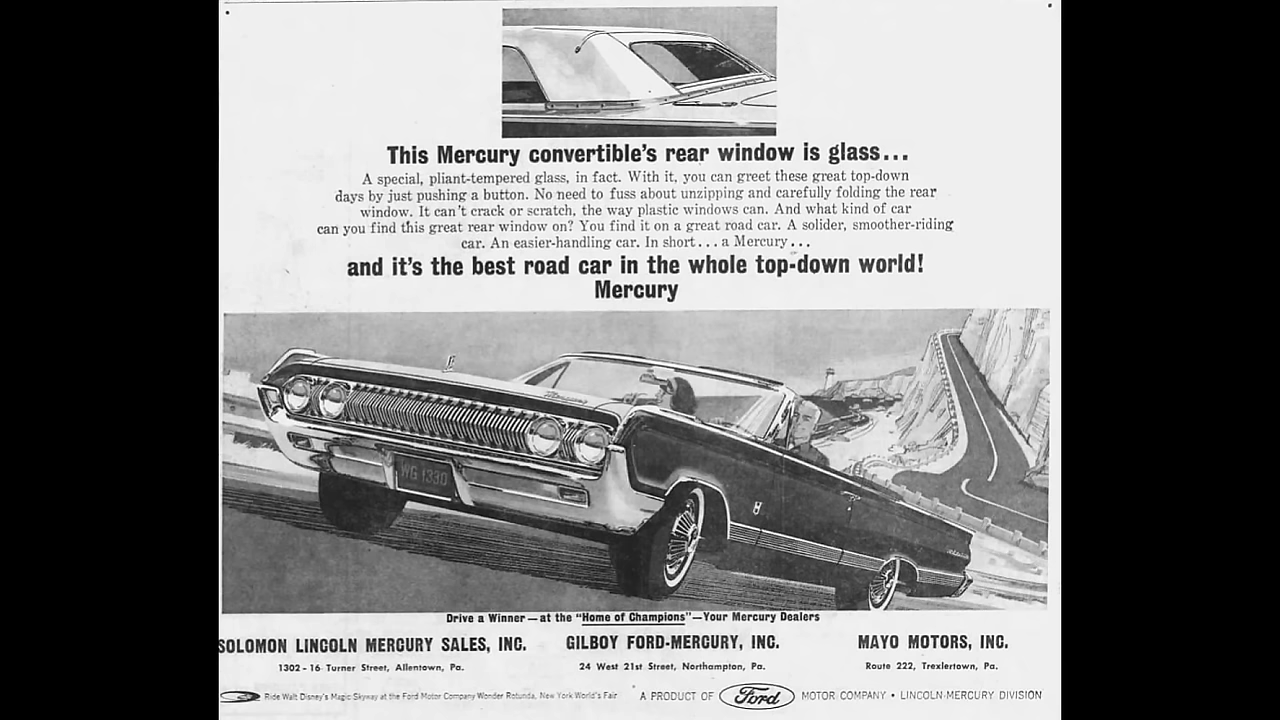 This Mercury convertible's rear window is glass...
A special, pliant-tempered glass, in fact. With it, you can greet these great top-down
days by just pushing a button. No need to fuss about unzipping and carefully folding the rear
window. It can't crack or scratch, the way plastic windows can. And what kind of car
can you find this great rear window on? You find it on a great road car. A solider, smoother-riding
car. An easier-handling car. In short... a Mercury...
and it's the best road car in the whole top-down world!
Mercury
Mercury
WG 1330
Drive a Winner—at the "Home of Champions"—Your Mercury Dealers
SOLOMON LINCOLN MERCURY SALES, INC.
1302-16 Turner Street, Allentown, Pa.
GILBOY FORD-MERCURY, INC.
24 West 21st Street, Northampton, Pa.
MAYO MOTORS, INC.
Route 222, Trexlertown, Pa.
Ride Walt Disney's Magic Skyway at the Ford Motor Company Wonder Rotunda, New York World's Fair
A PRODUCT OF Ford MOTOR COMPANY • LINCOLN-MERCURY DIVISION